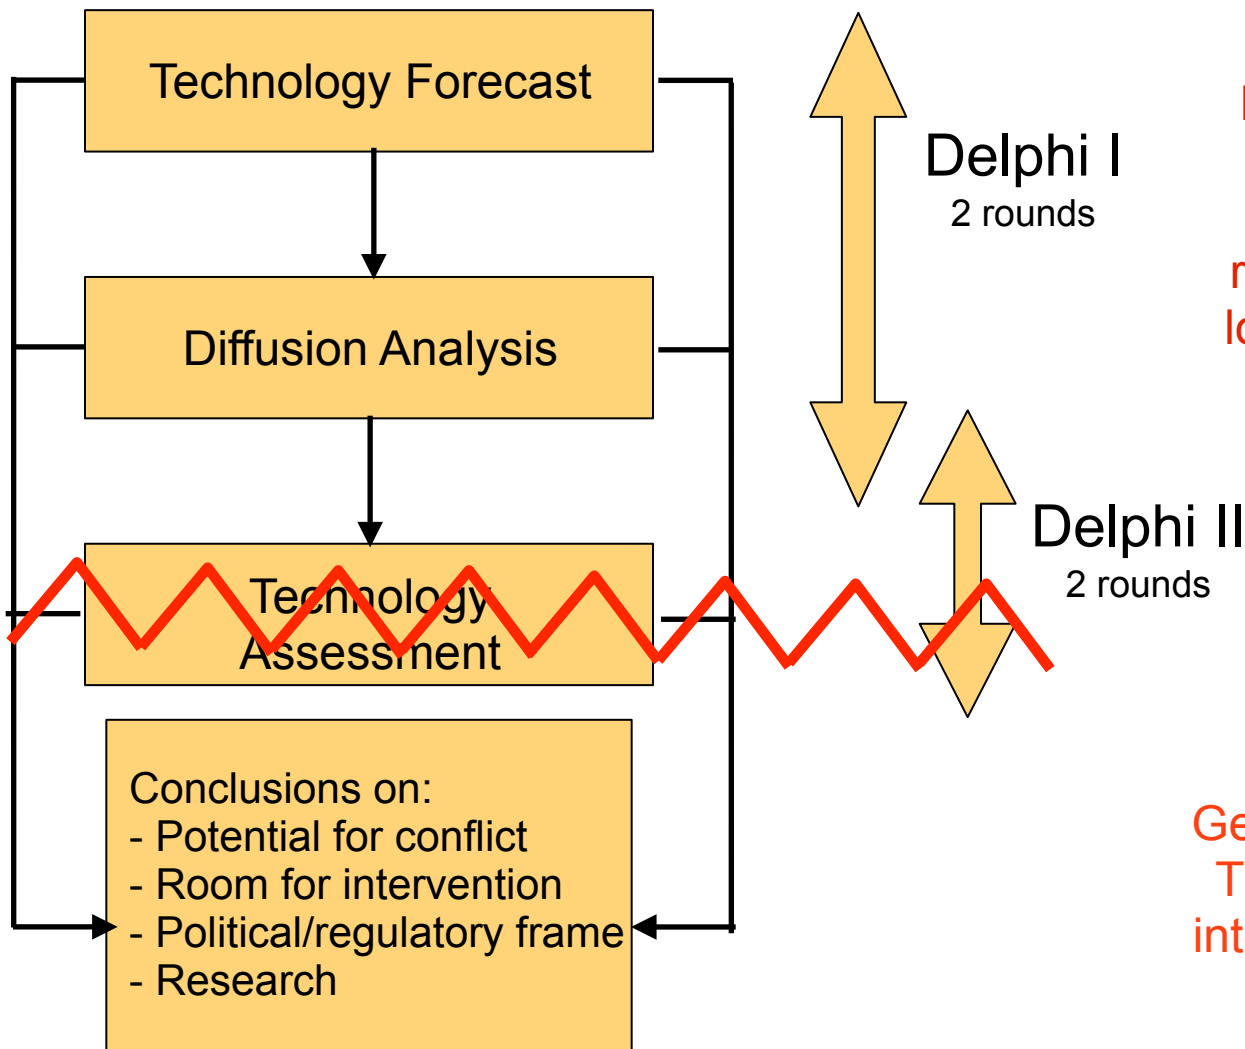 Technology Forecast
Delphi I
2 rounds
Diffusion Analysis
Delphi II
2 rounds
Technology
Assessment
Conclusions on:
- Potential for conflict
- Room for intervention
- Political/regulatory frame
- Research